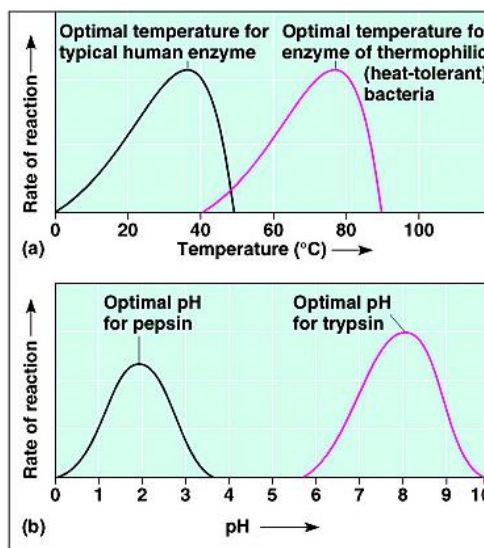 Optimal temperature for
typical human enzyme
Optimal temperature fo
enzyme of thermophilic
(heat-tolerant)
bacteria
Rate of reaction
0 20 40 60 80 100
(a)
Temperature (°C)
Optimal pH
for pepsin
Optimal pH
for trypsin
Rate of reaction
0 1 2 3 4 5 6 7 8 9 10
(b)
pH